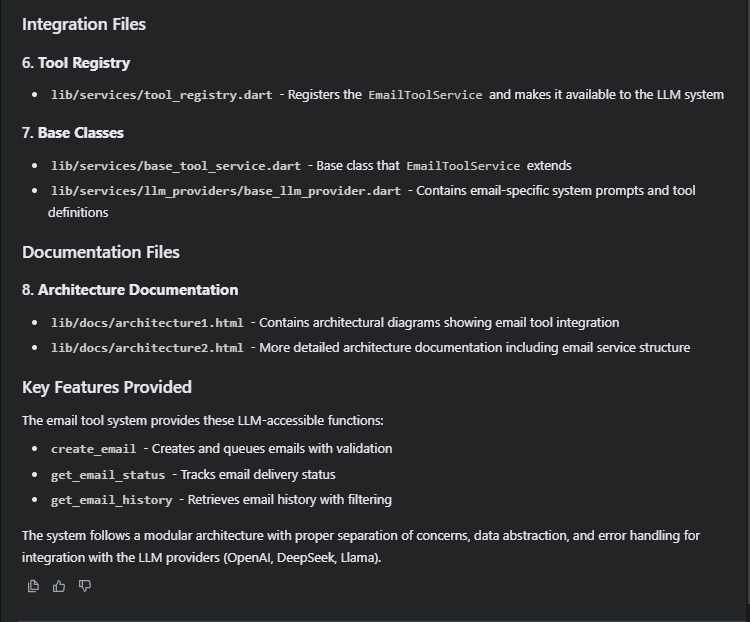 Integration Files
6. Tool Registry
• lib/services/tool_registry.dart - Registers the EmailToolService and makes it available to the LLM system
7. Base Classes
• lib/services/base_tool_service.dart - Base class that EmailToolService extends
• lib/services/llm_providers/base_llm_provider.dart - Contains email-specific system prompts and tool
definitions
Documentation Files
8. Architecture Documentation
• lib/docs/architecture1.html - Contains architectural diagrams showing email tool integration
• lib/docs/architecture2.html - More detailed architecture documentation including email service structure
Key Features Provided
The email tool system provides these LLM-accessible functions:
• create_email - Creates and queues emails with validation
• get_email_status - Tracks email delivery status
• get_email_history - Retrieves email history with filtering
The system follows a modular architecture with proper separation of concerns, data abstraction, and error handling for
integration with the LLM providers (OpenAI, DeepSeek, Llama).